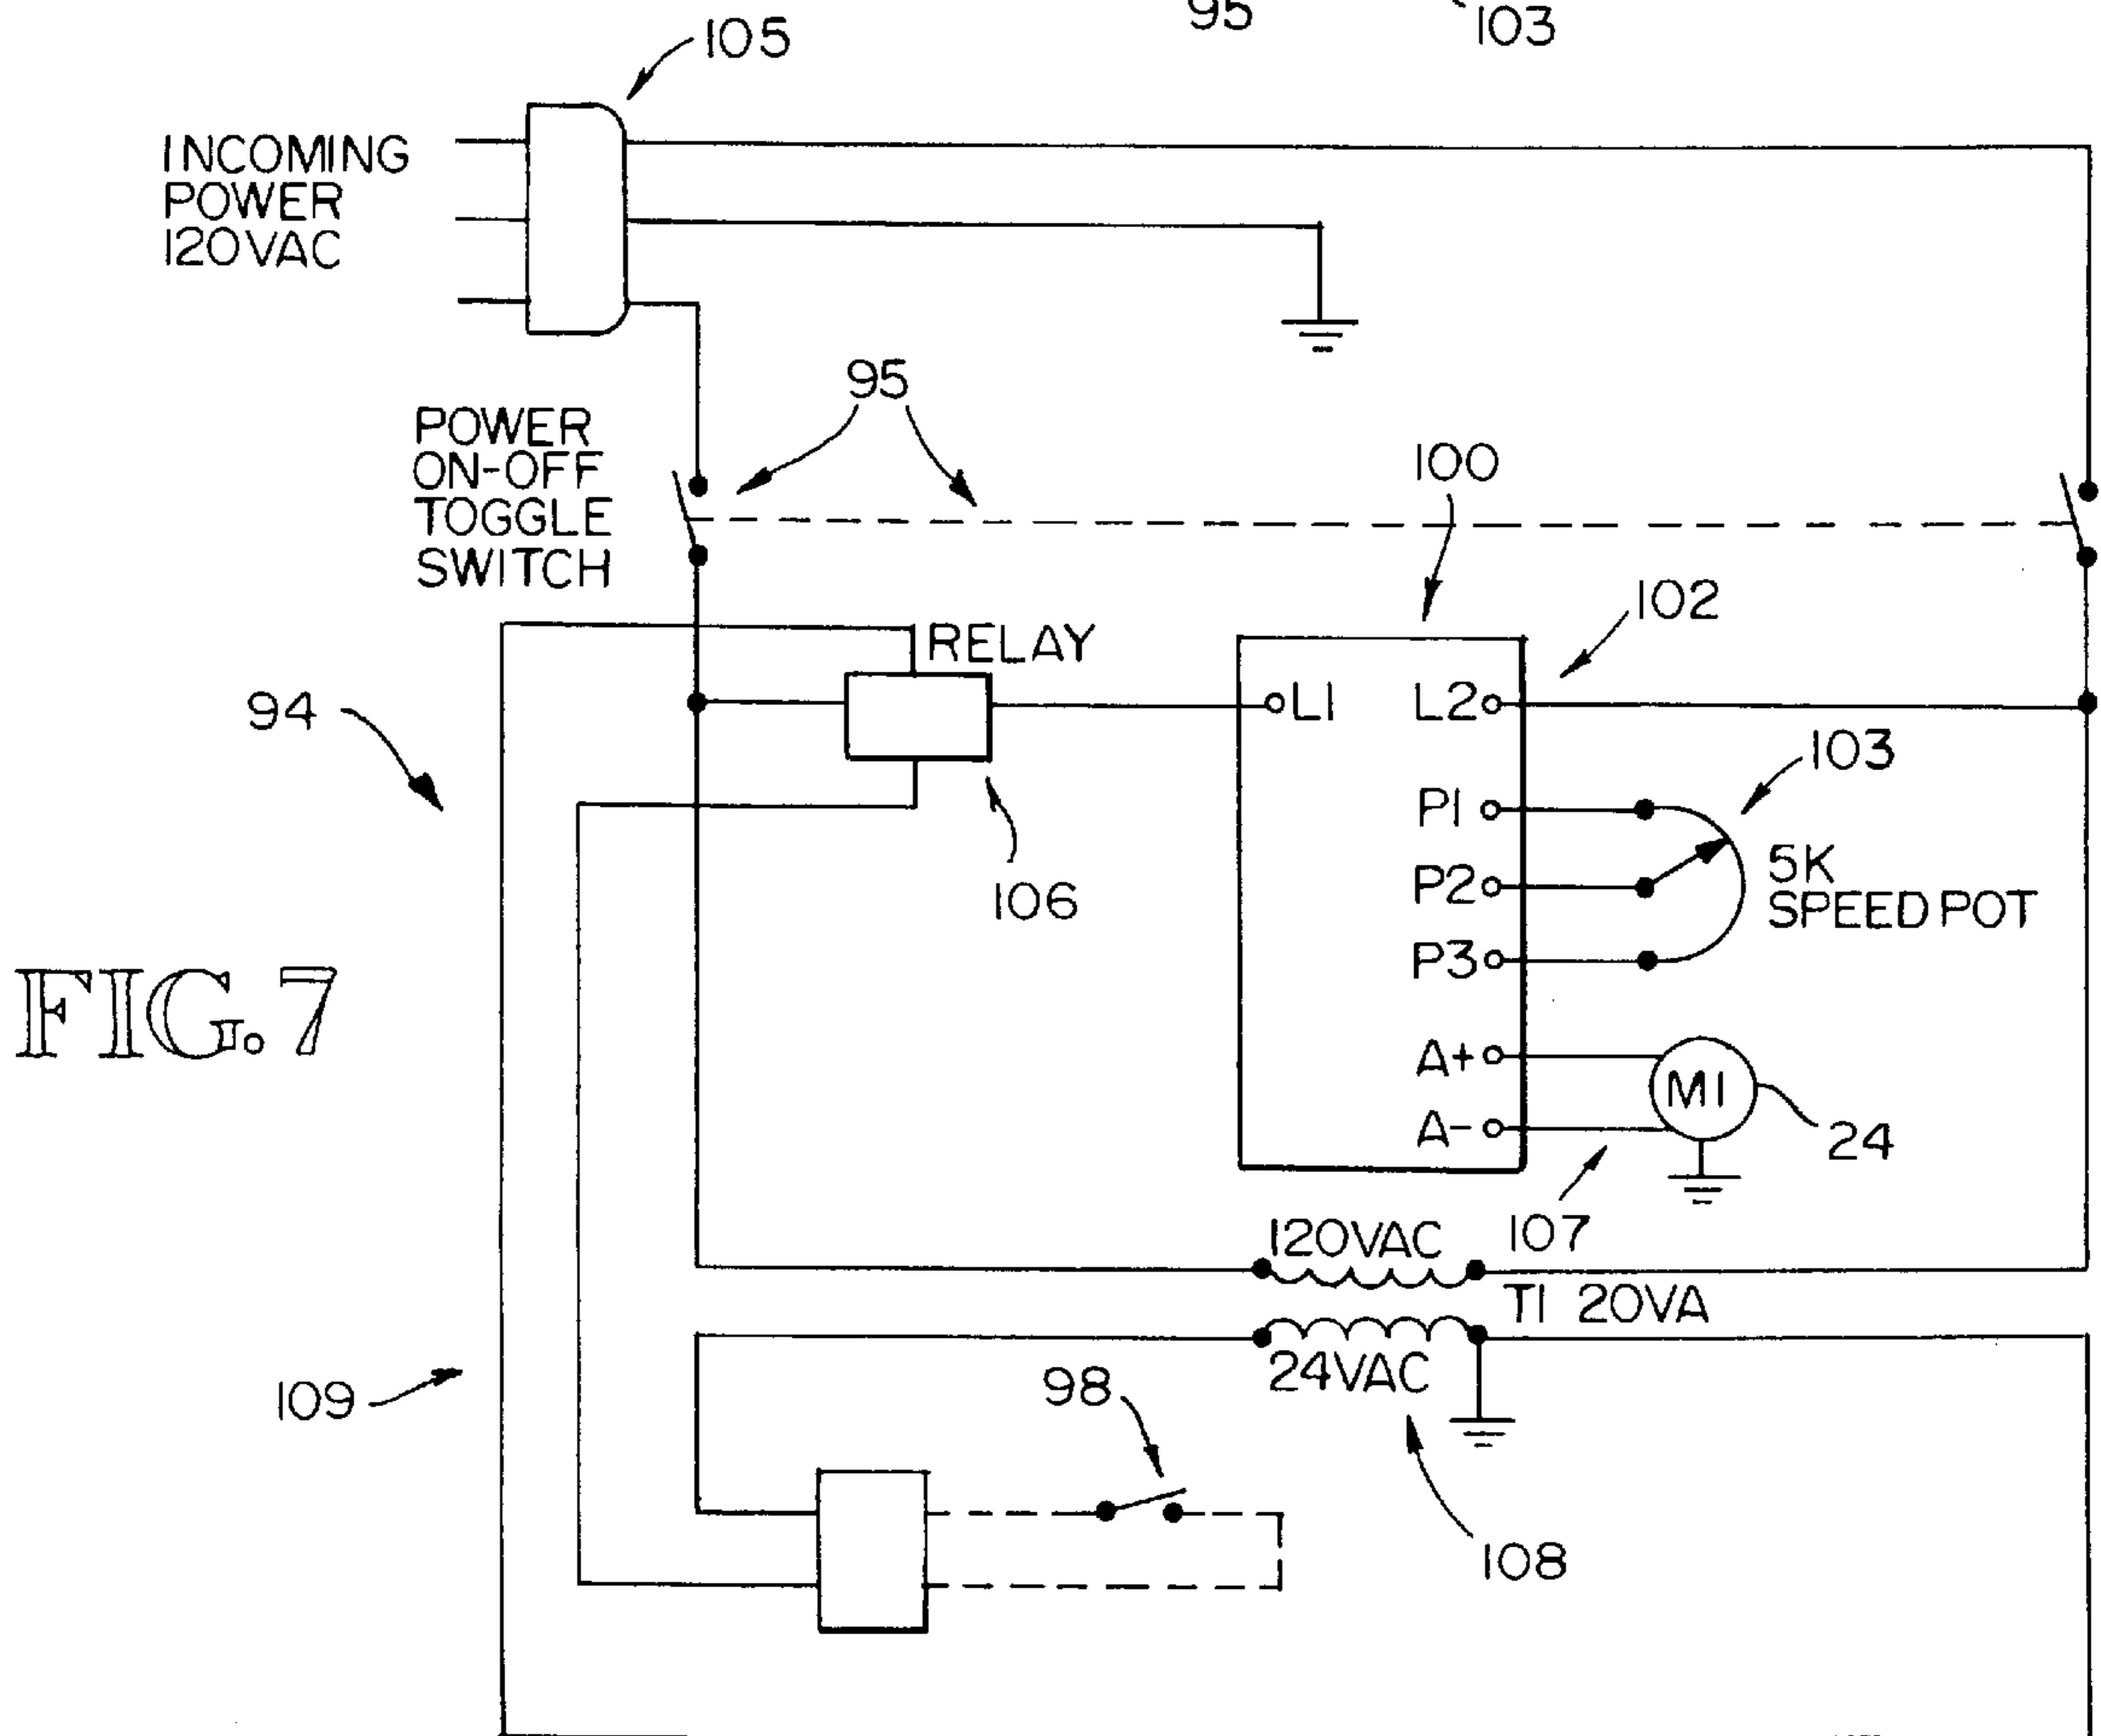 95
103
105
INCOMING
POWER
120VAC
95
POWER
ON-OFF
TOGGLE
SWITCH
100
102
RELAY
94
L1
L2
103
P1
106
P2
5K
SPEED POT
P3
FIG. 7
A+
M1
A-
24
107
120VAC
T1 20VA
24VAC
98
109
108